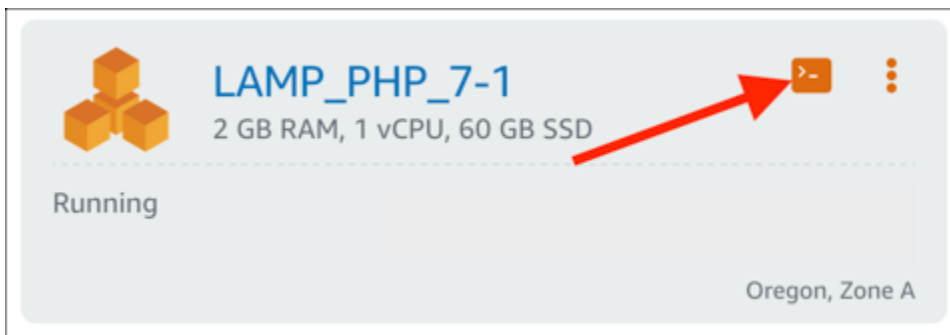 LAMP_PHP_7-1
2 GB RAM, 1 vCPU, 60 GB SSD
Running
Oregon, Zone A